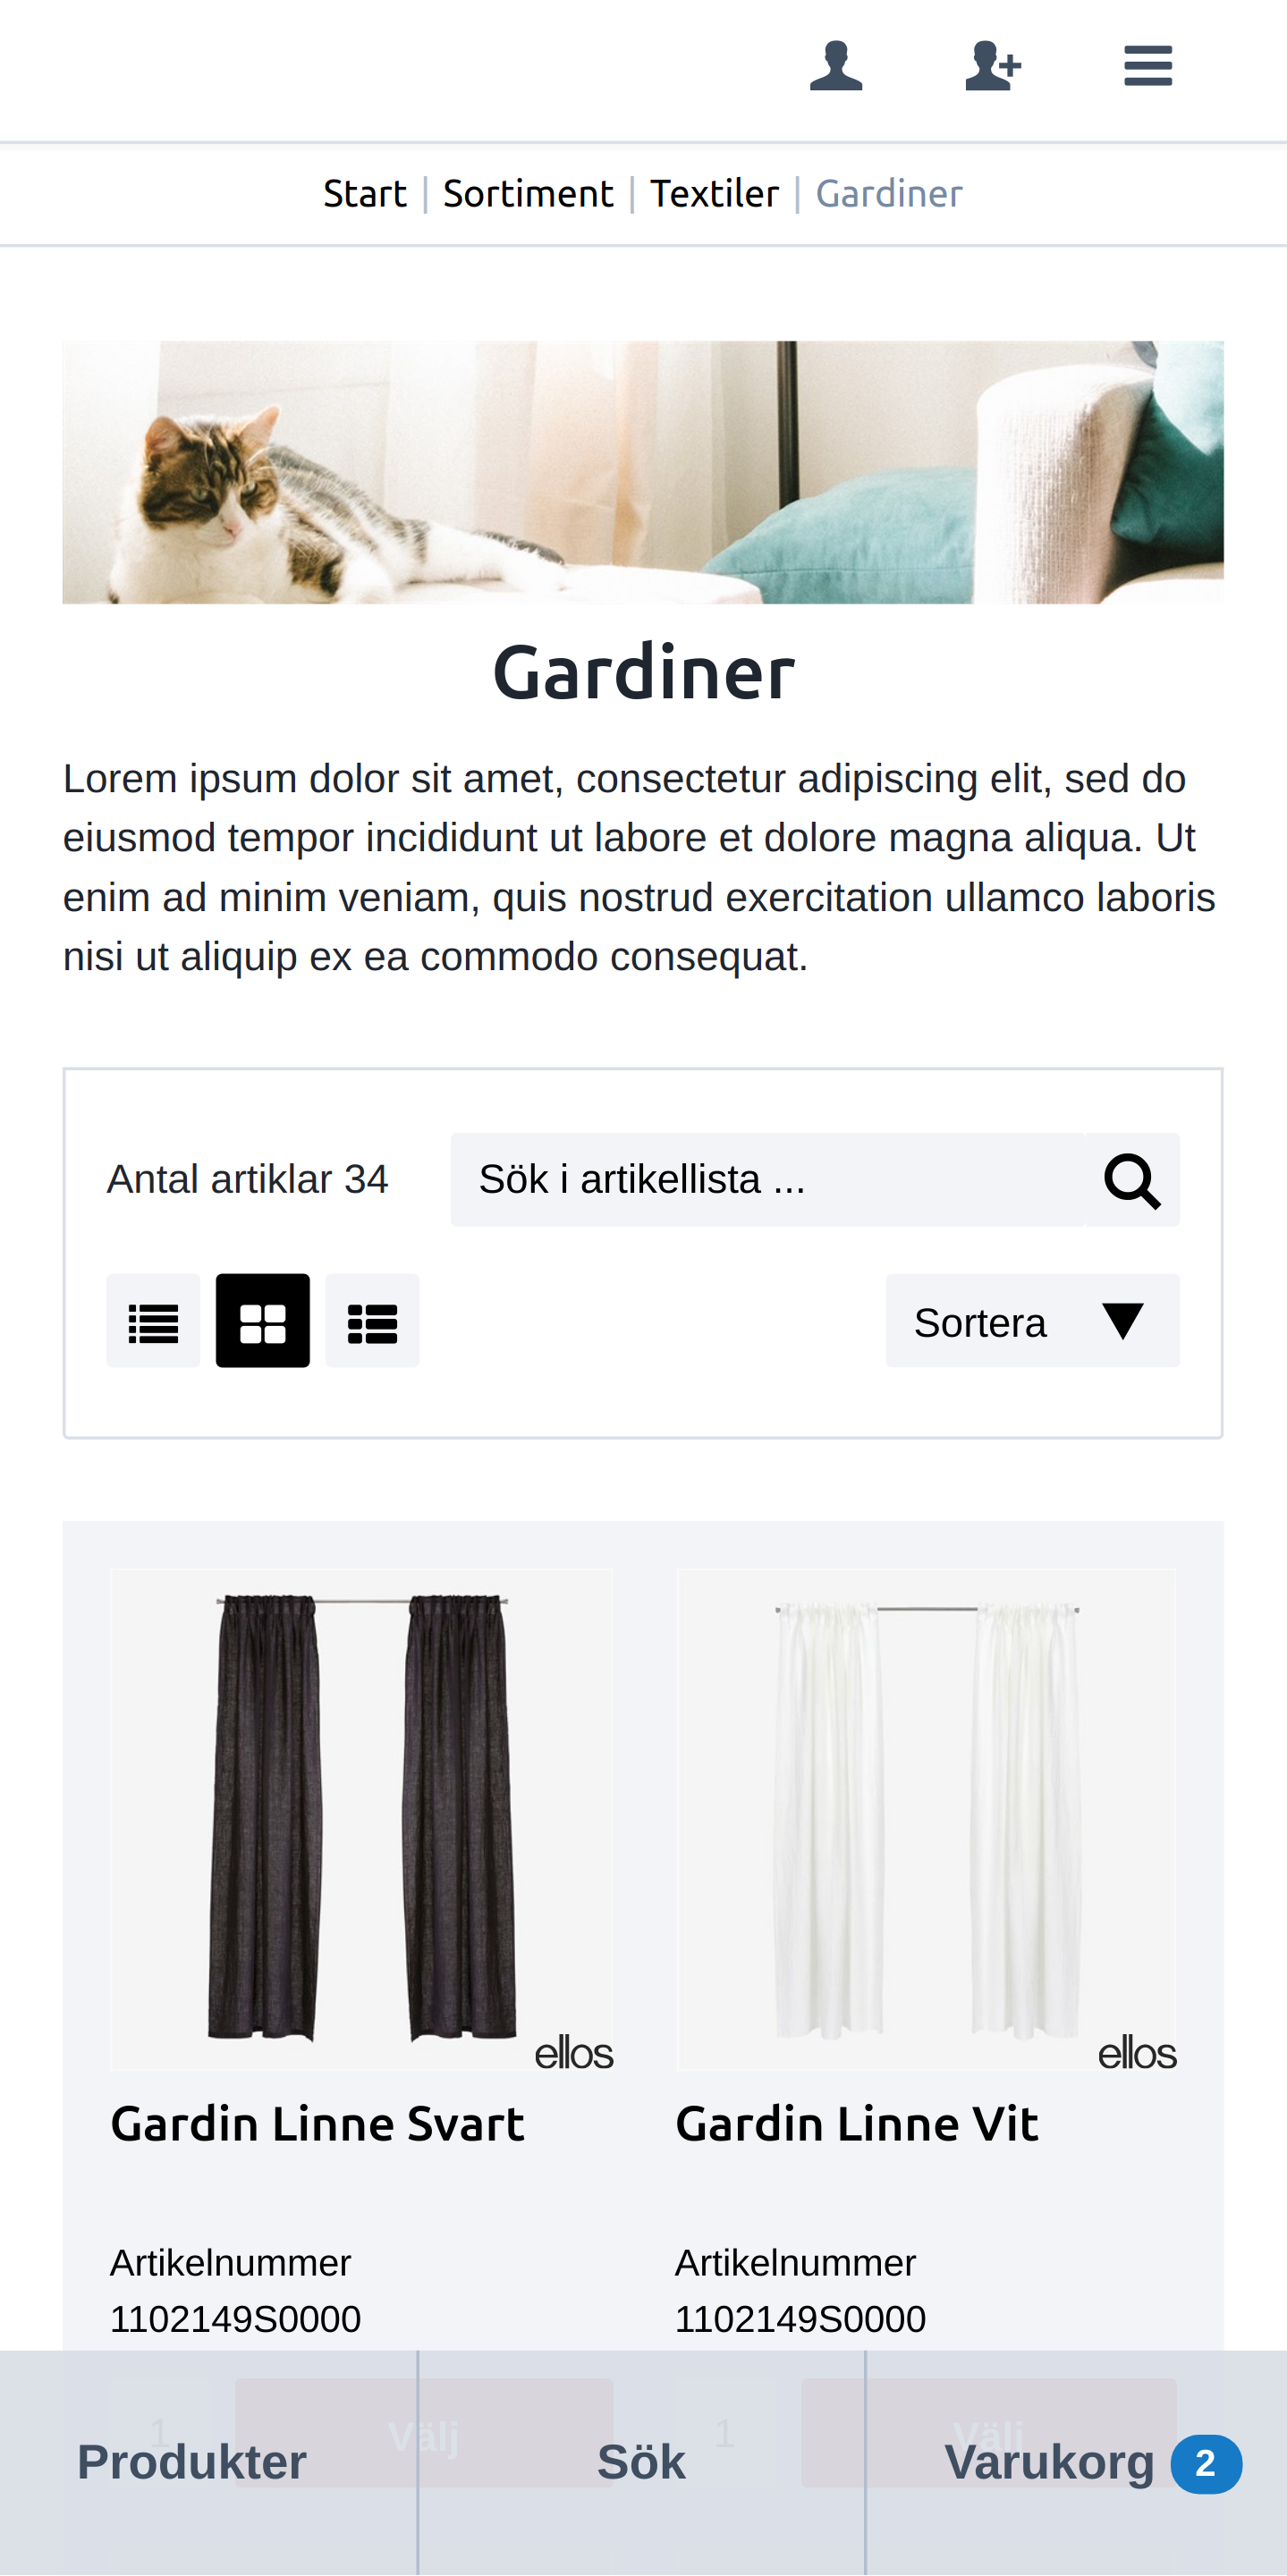 Start | Sortiment | Textiler | Gardiner
Gardiner
Lorem ipsum dolor sit amet, consectetur adipiscing elit, sed do
eiusmod tempor incididunt ut labore et dolore magna aliqua. Ut
enim ad minim veniam, quis nostrud exercitation ullamco laboris
nisi ut aliquip ex ea commodo consequat.
Antal artiklar 34
Sök i artikellista ...
Sortera
ellos
ellos
Gardin Linne Svart
Gardin Linne Vit
Artikelnummer
1102149S0000
Artikelnummer
1102149S0000
1
Välj
1
Välj
Produkter
Sök
Varukorg 2